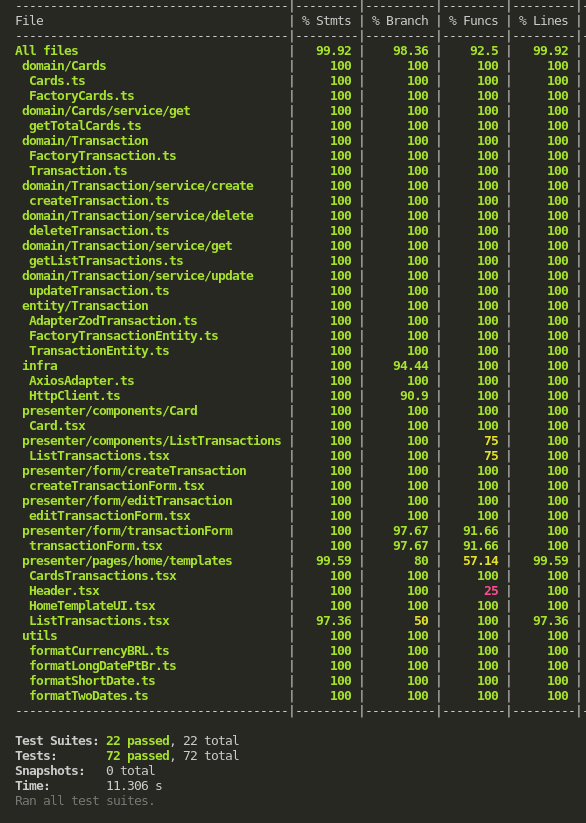 -------------------------------------|---------|----------|---------|---------|
File                                 | % Stmts | % Branch | % Funcs | % Lines |
-------------------------------------|---------|----------|---------|---------|
All files                            |   99.92 |    98.36 |    92.5 |   99.92 |
 domain/Cards                        |     100 |      100 |     100 |     100 |
  Cards.ts                           |     100 |      100 |     100 |     100 |
  FactoryCards.ts                    |     100 |      100 |     100 |     100 |
 domain/Cards/service/get            |     100 |      100 |     100 |     100 |
  getTotalCards.ts                   |     100 |      100 |     100 |     100 |
 domain/Transaction                  |     100 |      100 |     100 |     100 |
  FactoryTransaction.ts              |     100 |      100 |     100 |     100 |
  Transaction.ts                     |     100 |      100 |     100 |     100 |
 domain/Transaction/service/create   |     100 |      100 |     100 |     100 |
  createTransaction.ts               |     100 |      100 |     100 |     100 |
 domain/Transaction/service/delete   |     100 |      100 |     100 |     100 |
  deleteTransaction.ts               |     100 |      100 |     100 |     100 |
 domain/Transaction/service/get      |     100 |      100 |     100 |     100 |
  getListTransactions.ts             |     100 |      100 |     100 |     100 |
 domain/Transaction/service/update   |     100 |      100 |     100 |     100 |
  updateTransaction.ts               |     100 |      100 |     100 |     100 |
 entity/Transaction                  |     100 |      100 |     100 |     100 |
  AdapterZodTransaction.ts           |     100 |      100 |     100 |     100 |
  FactoryTransactionEntity.ts        |     100 |      100 |     100 |     100 |
  TransactionEntity.ts               |     100 |      100 |     100 |     100 |
 infra                               |     100 |    94.44 |     100 |     100 |
  AxiosAdapter.ts                    |     100 |      100 |     100 |     100 |
  HttpClient.ts                      |     100 |     90.9 |     100 |     100 |
 presenter/components/Card           |     100 |      100 |     100 |     100 |
  Card.tsx                           |     100 |      100 |     100 |     100 |
 presenter/components/ListTransactions |     100 |      100 |      75 |     100 |
  ListTransactions.tsx               |     100 |      100 |      75 |     100 |
 presenter/form/createTransaction    |     100 |      100 |     100 |     100 |
  createTransactionForm.tsx          |     100 |      100 |     100 |     100 |
 presenter/form/editTransaction      |     100 |      100 |     100 |     100 |
  editTransactionForm.tsx            |     100 |      100 |     100 |     100 |
 presenter/form/transactionForm      |     100 |    97.67 |   91.66 |     100 |
  transactionForm.tsx                |     100 |    97.67 |   91.66 |     100 |
 presenter/pages/home/templates      |   99.59 |       80 |   57.14 |   99.59 |
  CardsTransactions.tsx              |     100 |      100 |     100 |     100 |
  Header.tsx                         |     100 |      100 |      25 |     100 |
  HomeTemplateUI.tsx                 |     100 |      100 |     100 |     100 |
  ListTransactions.tsx               |   97.36 |       50 |     100 |   97.36 |
 utils                               |     100 |      100 |     100 |     100 |
  formatCurrencyBRL.ts               |     100 |      100 |     100 |     100 |
  formatLongDatePtBr.ts              |     100 |      100 |     100 |     100 |
  formatShortDate.ts                 |     100 |      100 |     100 |     100 |
  formatTwoDates.ts                  |     100 |      100 |     100 |     100 |
-------------------------------------|---------|----------|---------|---------|
Test Suites: 22 passed, 22 total
Tests:       72 passed, 72 total
Snapshots:   0 total
Time:        11.306 s
Ran all test suites.